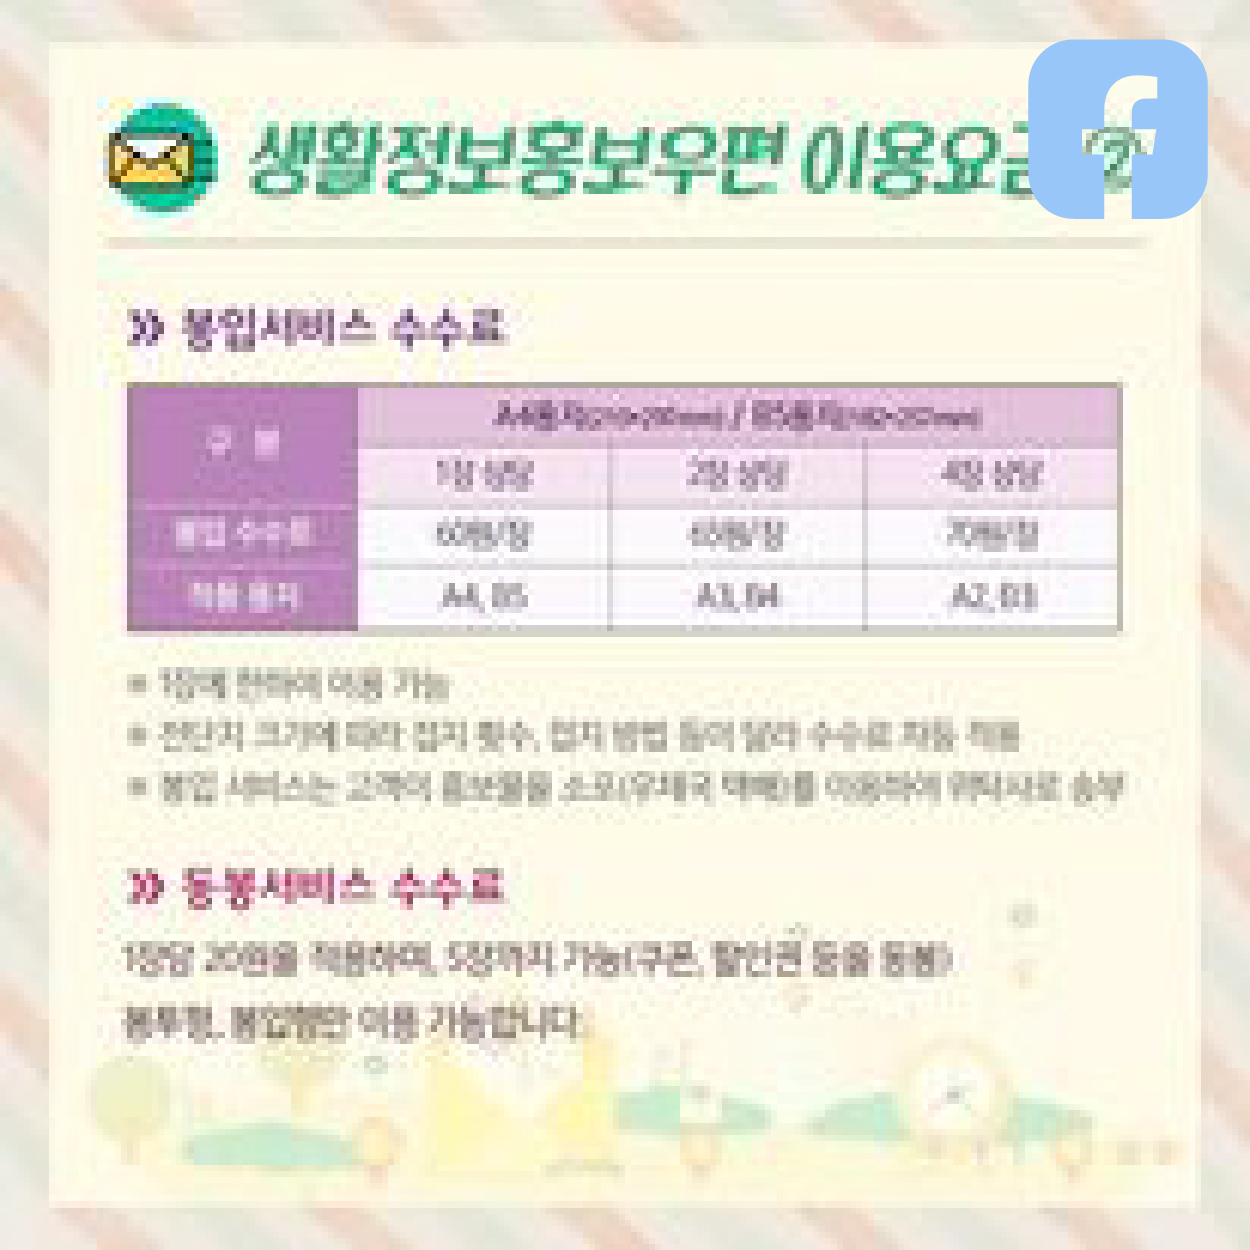 생활정보홍보우편 이용요금 ②
» 봉입서비스 수수료
구 분
A4용지(210×297mm) / B5용지
1장 상당 2장 상당 4장 상당
봉입 수수료 60원/장 65원/장 70원/장
적용 용지 A4, B5 A3, B4 A2, B3
※ 1장에 한하여 이용 가능
※ 전단지 크기에 따라 접지 횟수, 접지 방법 등이 달라 수수료 차등 적용
※ 봉입 서비스는 고객이 홍보물을 소포(우체국 택배)를 이용하여 위탁사로 송부
» 동봉서비스 수수료
1장당 20원을 적용하며, 5장까지 가능(쿠폰, 할인권 등을 동봉)
봉투형, 봉입형만 이용 가능합니다.